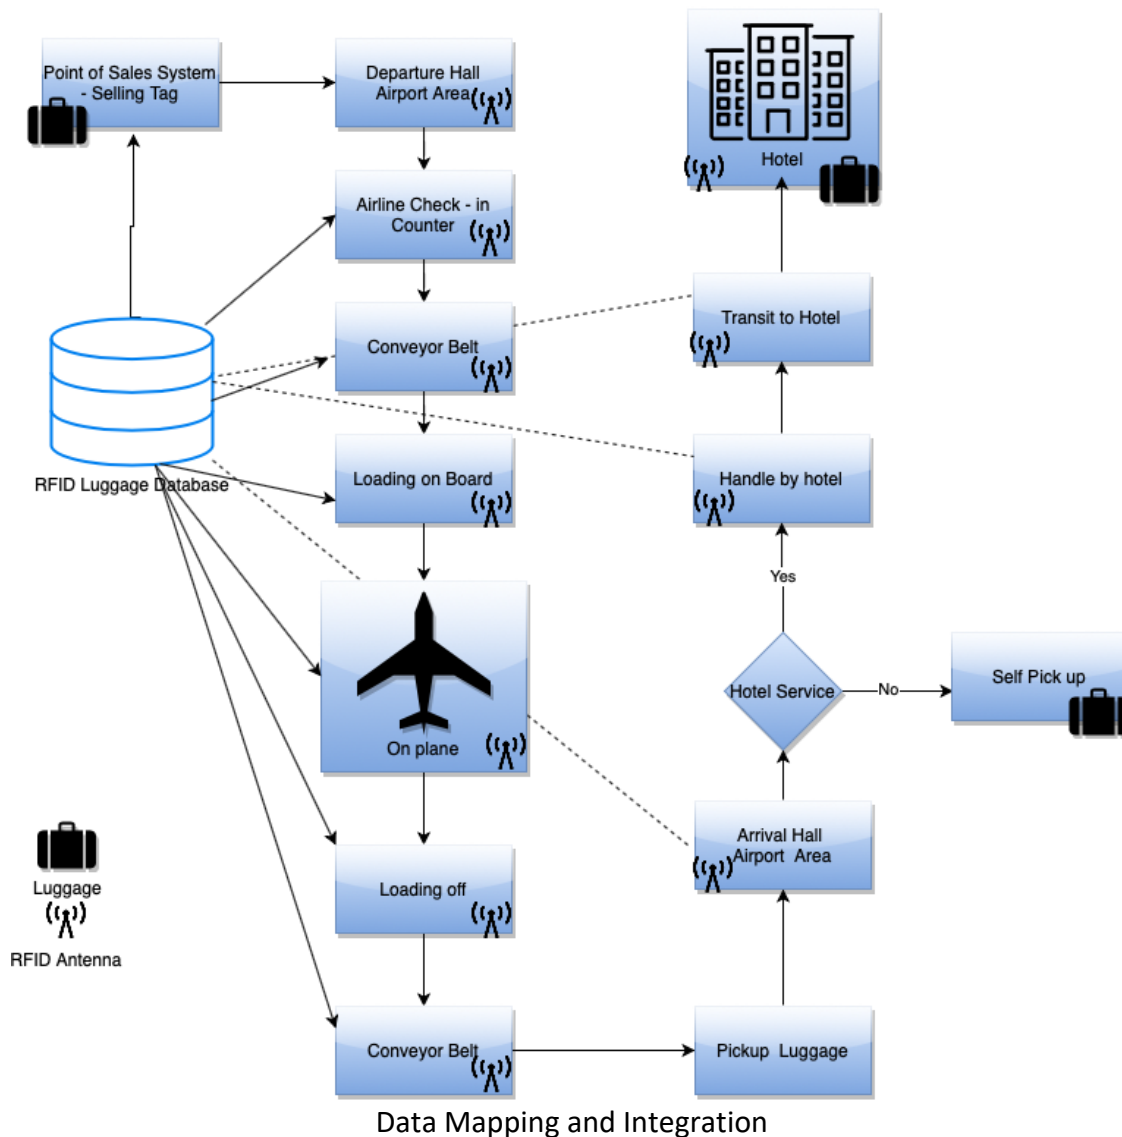 Point of Sales System
- Selling Tag
Departure Hall
Airport Area
Hotel
Airline Check - in
Counter
Conveyor Belt
Transit to Hotel
RFID Luggage Database
Loading on Board
Handle by hotel
Yes
On plane
Hotel Service
No
Self Pick up
Arrival Hall
Airport Area
Luggage
RFID Antenna
Loading off
Conveyor Belt
Pickup Luggage
Data Mapping and Integration